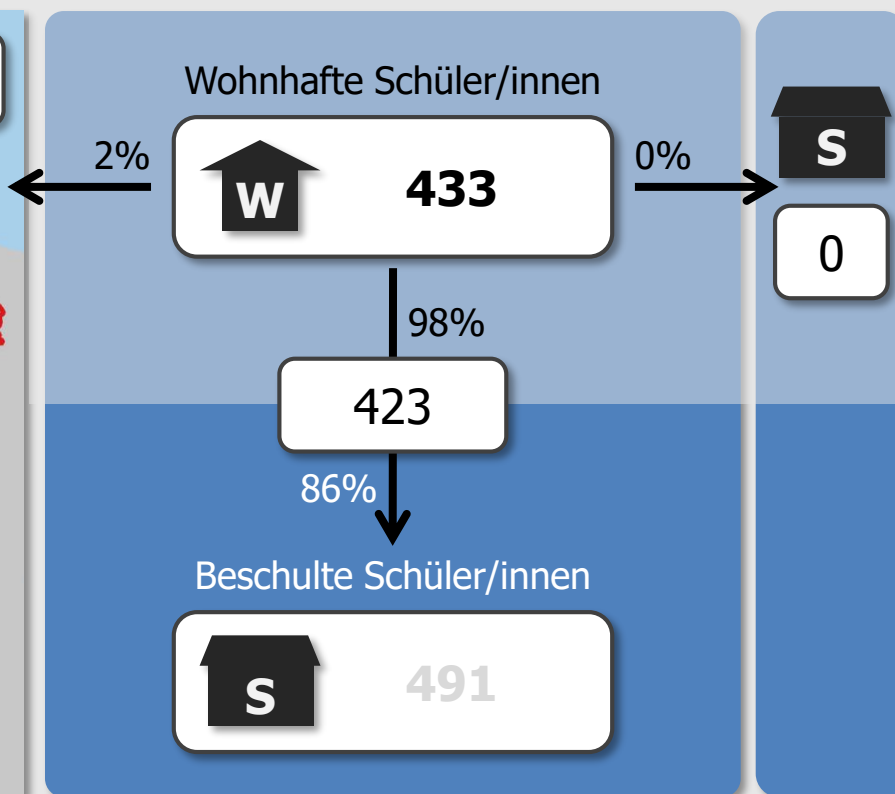 Wohnhafte Schüler/innen
2%
W
433
0%
S
0
98%
423
86%
Beschulte Schüler/innen
S
491